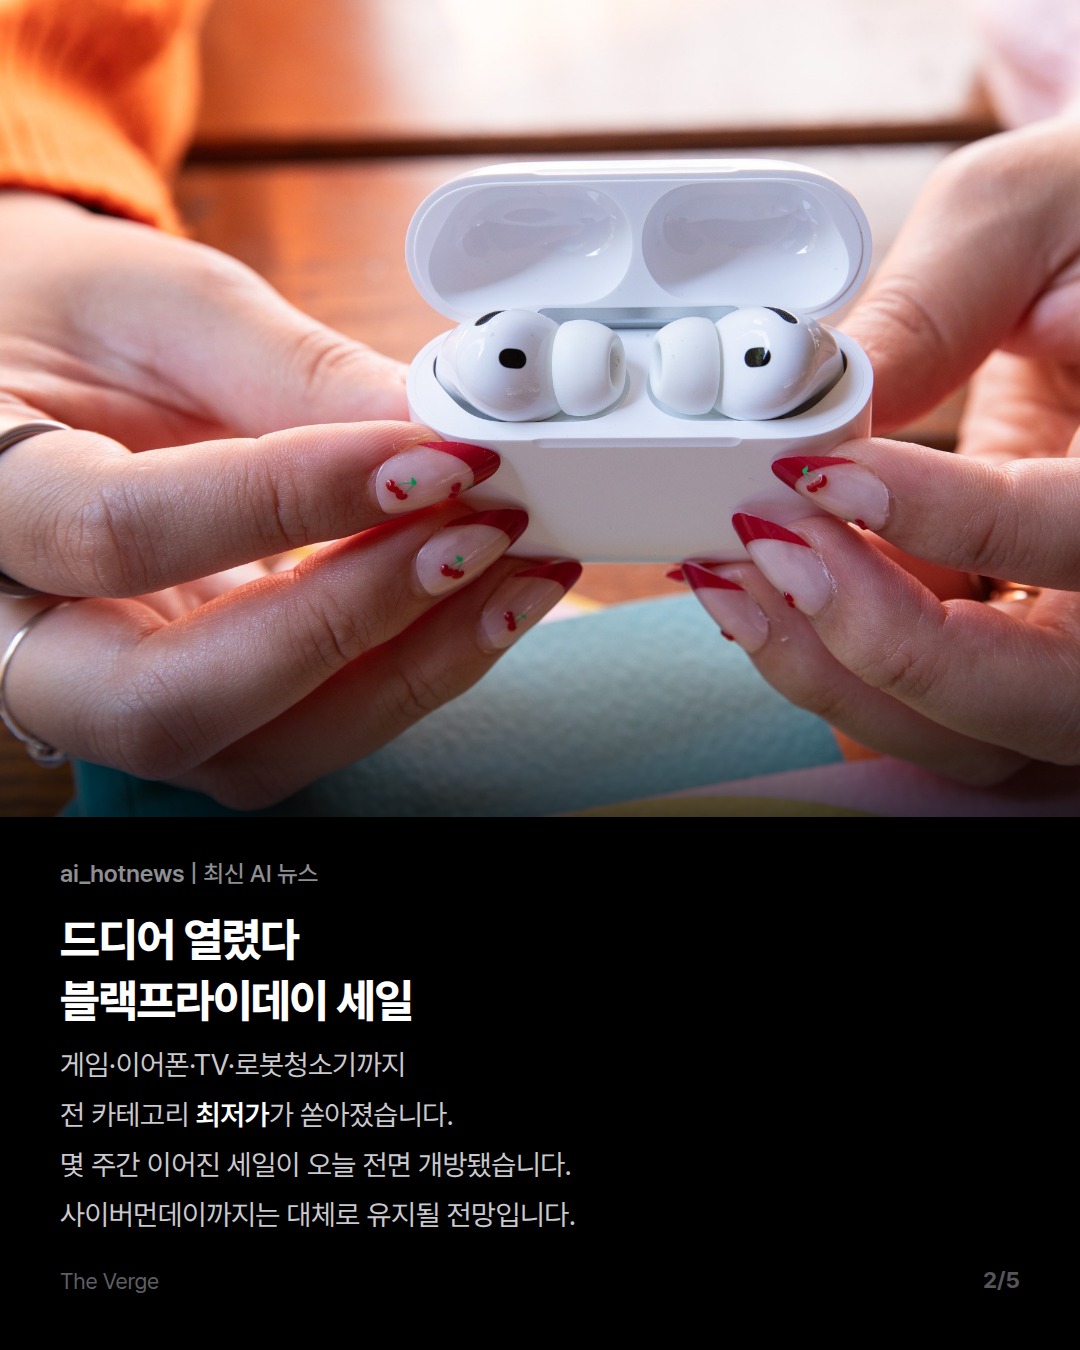 ai_hotnews | 최신 AI 뉴스
드디어 열렸다
블랙프라이데이 세일
게임·이어폰·TV·로봇청소기까지
전 카테고리 최저가가 쏟아졌습니다.
몇 주간 이어진 세일이 오늘 전면 개방됐습니다.
사이버먼데이까지는 대체로 유지될 전망입니다.
The Verge
2/5